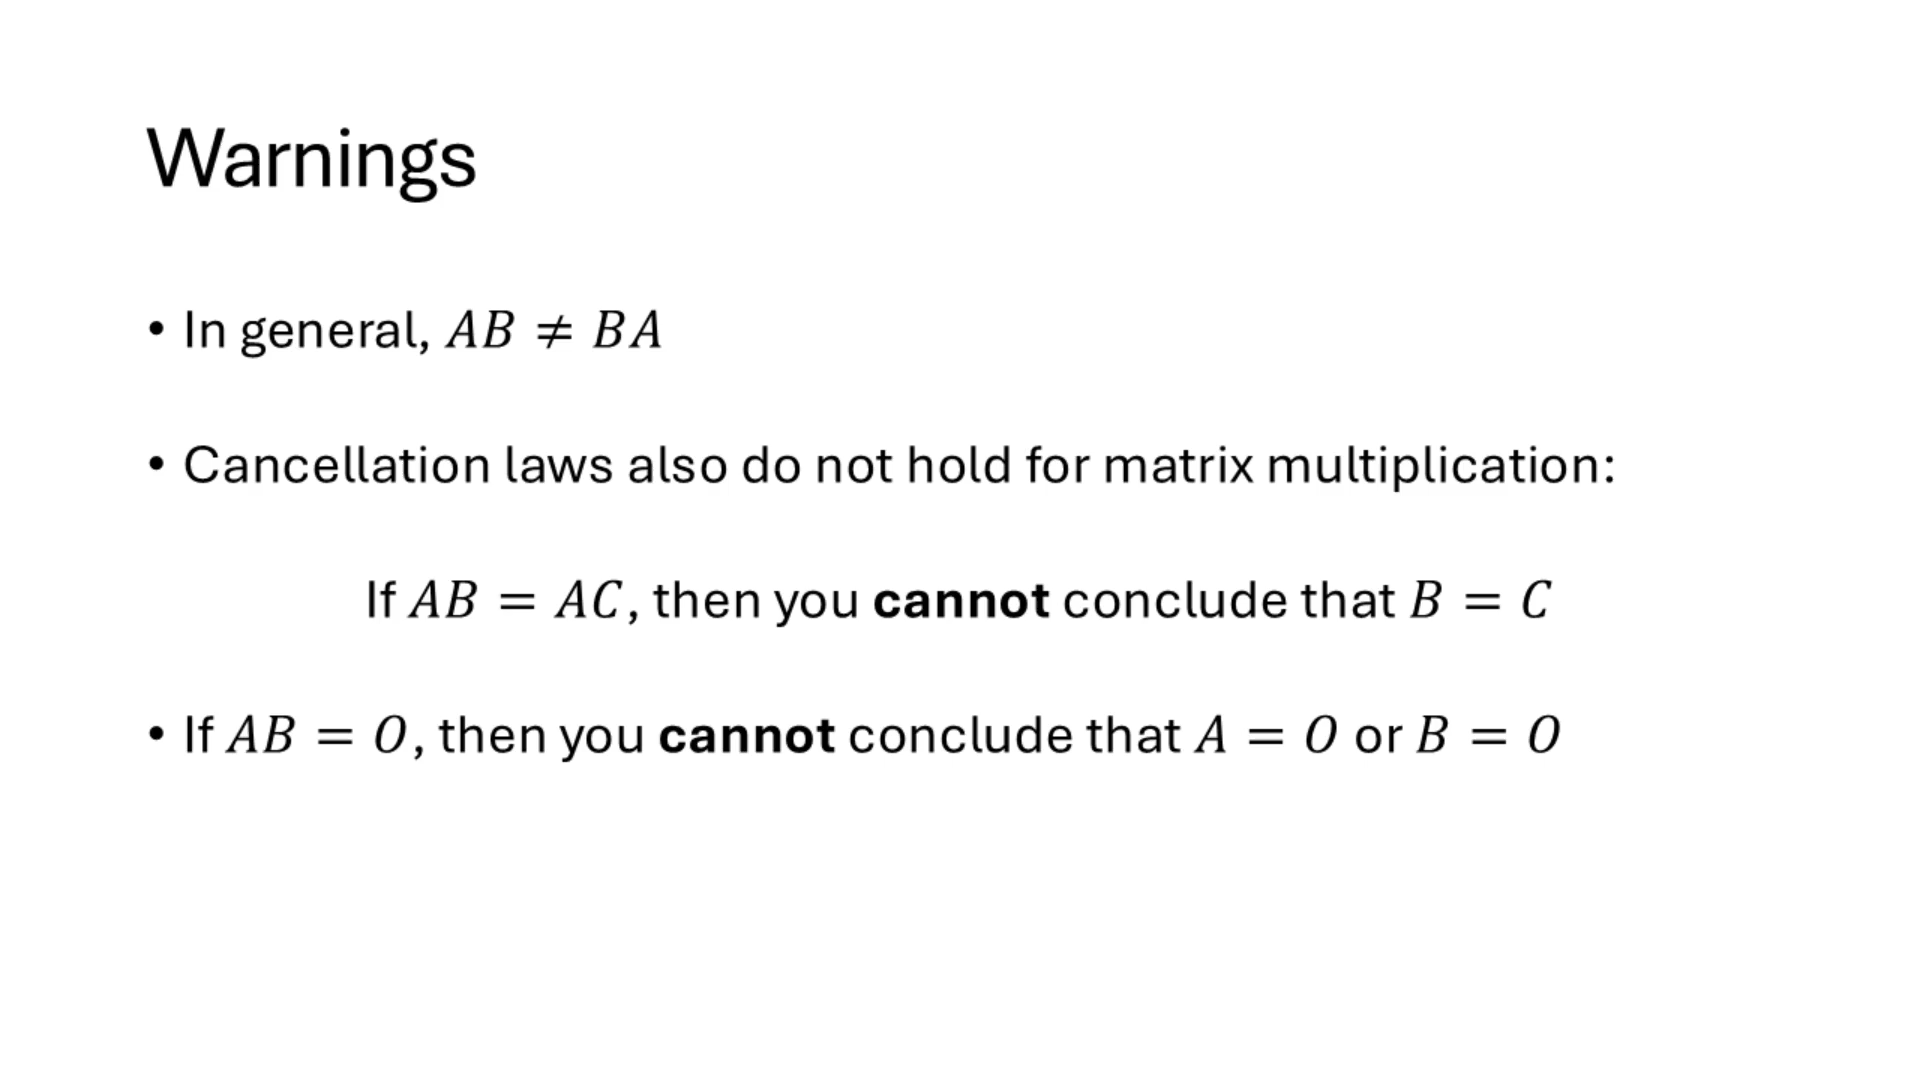 Warnings
• In general, AB ≠ BA
• Cancellation laws also do not hold for matrix multiplication:
If AB = AC, then you cannot conclude that B = C
• If AB = O, then you cannot conclude that A = O or B = O